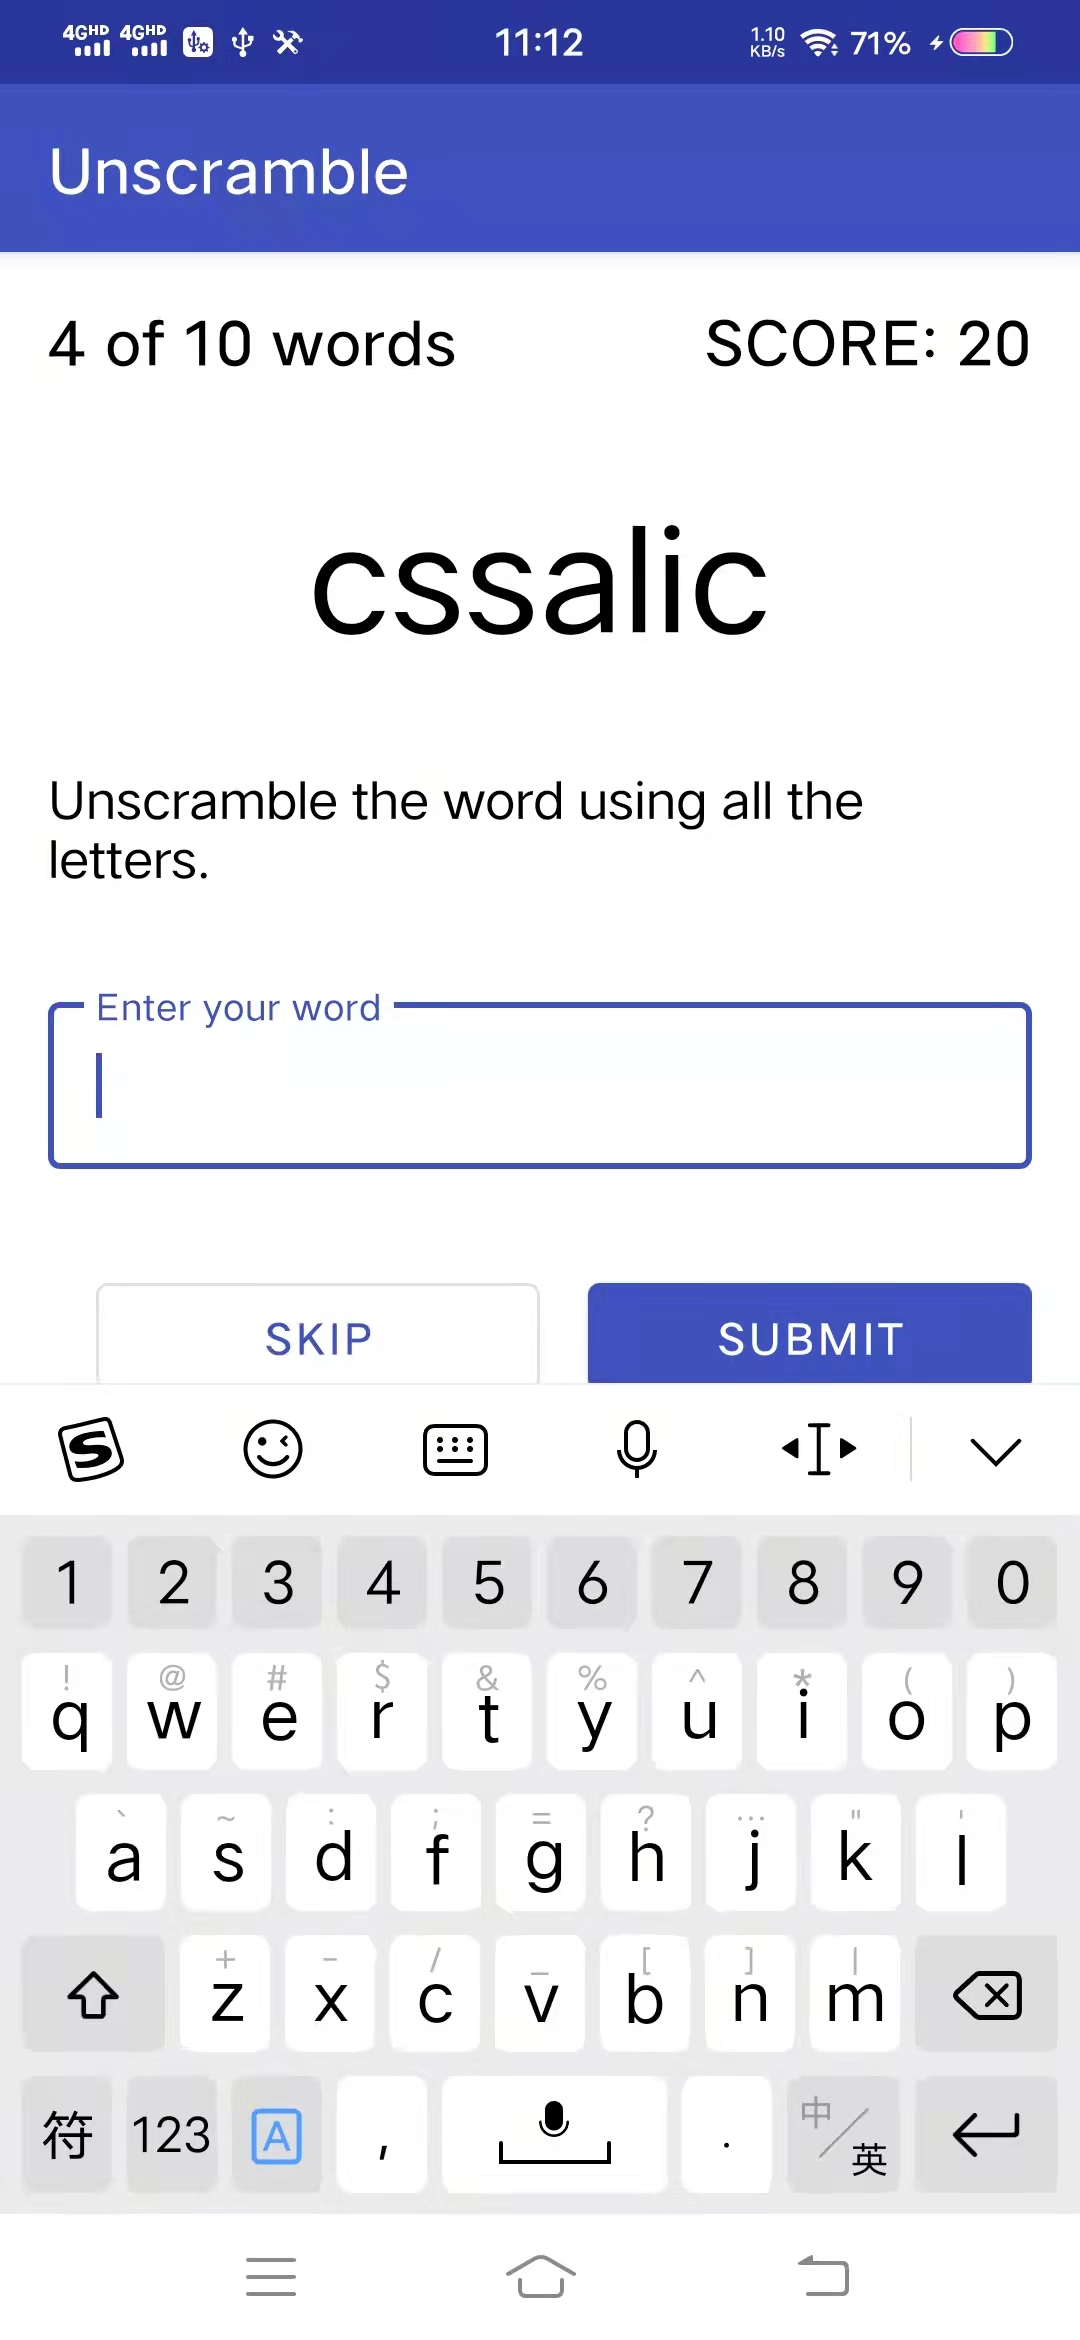 4GHD 4GHD 11:12 1.10 KB/s 71%
Unscramble
4 of 10 words SCORE: 20
cssalic
Unscramble the word using all the
letters.
Enter your word
SKIP SUBMIT
S
1 2 3 4 5 6 7 8 9 0
! @ # $ & % ^ * ( )
q w e r t y u i o p
` ~ : ; = ? ... " '
a s d f g h j k l
+ - / _ [ ] |
z x c v b n m
符 123 A , . 中/英